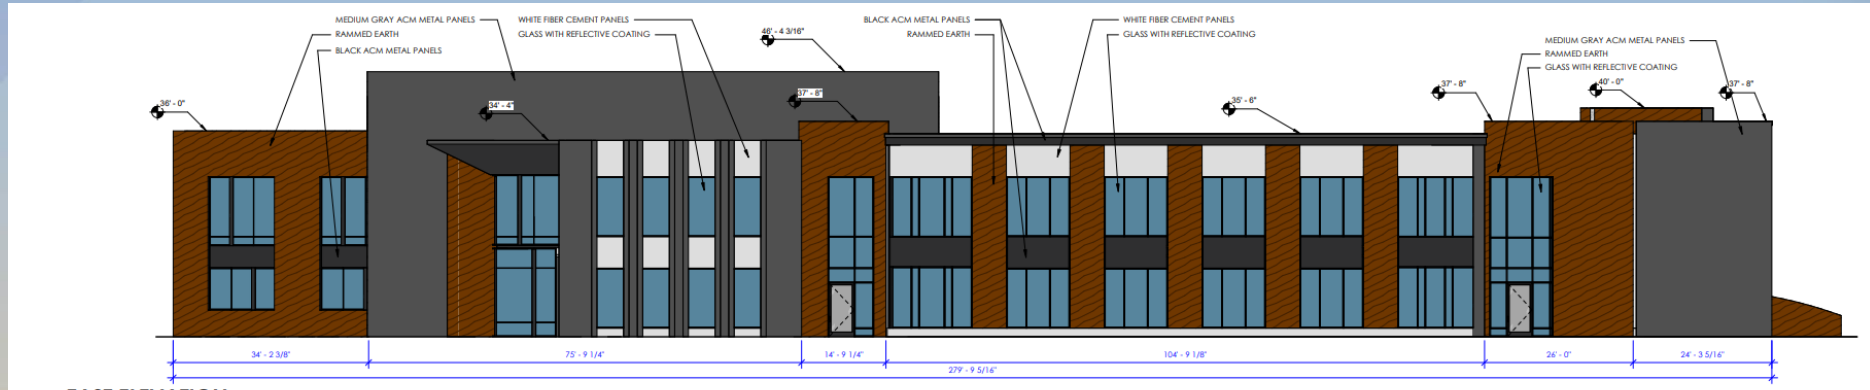 MEDIUM GRAY ACM METAL PANELS
RAMMED EARTH
BLACK ACM METAL PANELS
WHITE FIBER CEMENT PANELS
GLASS WITH REFLECTIVE COATING
BLACK ACM METAL PANELS
RAMMED EARTH
WHITE FIBER CEMENT PANELS
GLASS WITH REFLECTIVE COATING
MEDIUM GRAY ACM METAL PANELS
RAMMED EARTH
GLASS WITH REFLECTIVE COATING
36' - 0"
34' - 4"
46' - 4 3/16"
37' - 8"
35' - 6"
37' - 8"
40' - 0"
37' - 8"
34' - 2 3/8"
75' - 9 1/4"
14' - 9 1/4"
104' - 9 1/8"
26' - 0"
24' - 3 5/16"
279' - 9 5/16"